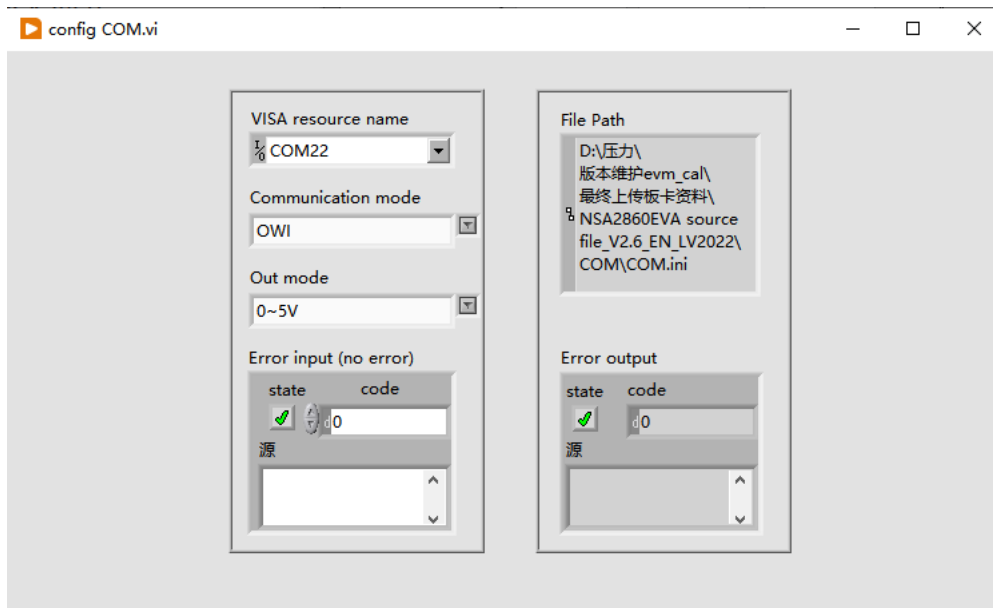 config COM.vi
VISA resource name
COM22
Communication mode
OWI
Out mode
0~5V
Error input (no error)
state code
d0
源
File Path
D:\压力\
版本维护evm_cal\
最终上传板卡资料\
NSA2860EVA source
file_V2.6_EN_LV2022\
COM\COM.ini
Error output
state code
d0
源